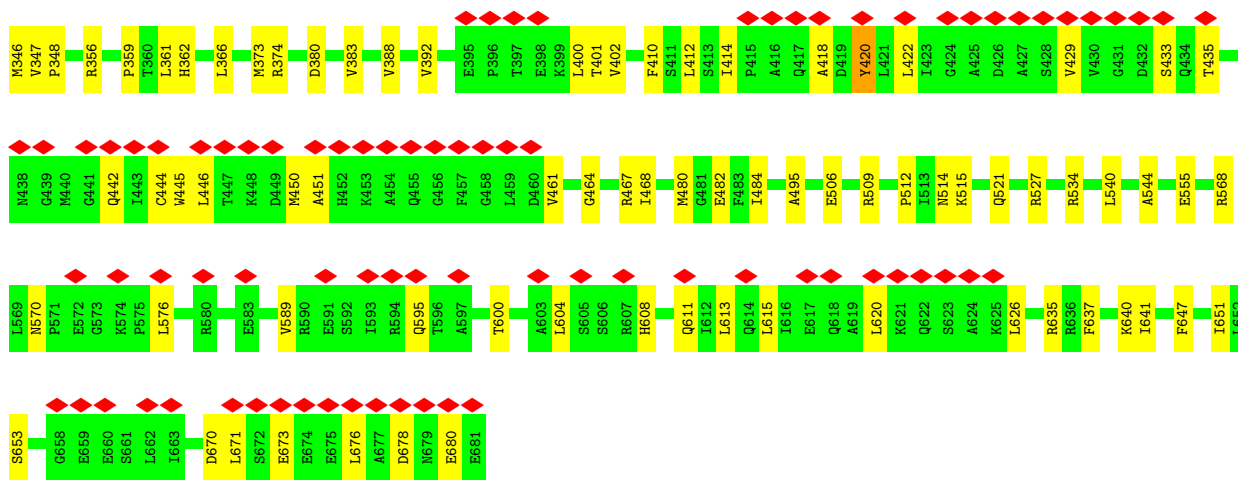 M346 V347 P348 R356 P359 T360 L361 H362 L366 M373 R374 D380 V383 V388 V392 E395 P396 T397 E398 K399 L400 T401 V402 F410 S411 L412 S413 I414 P415 A416 Q417 A418 D419 Y420 L421 L422 I423 G424 A425 D426 A427 S428 V429 V430 G431 D432 S433 Q434 T435
N438 G439 M440 G441 Q442 I443 C444 W445 L446 T447 K448 D449 M450 A451 H452 K453 A454 Q455 G456 F457 G458 L459 D460 V461 G464 R467 I468 M480 G481 E482 F483 I484 A495 E506 R509 P512 I513 N514 K515 Q521 R527 R534 L540 A544 E555 R568
L569 N570 P571 E572 G573 K574 P575 L576 R580 E583 V589 R590 E591 S592 I593 R594 Q595 T596 A597 T600 A603 L604 S605 S606 R607 H608 Q611 I612 L613 Q614 L615 I616 E617 Q618 A619 L620 K621 Q622 S623 A624 K625 L626 R635 R636 F637 K640 I641 F647 I651 L652
S653 G658 E659 E660 S661 L662 I663 D670 L671 S672 E673 E674 E675 L676 A677 D678 N679 E680 E681